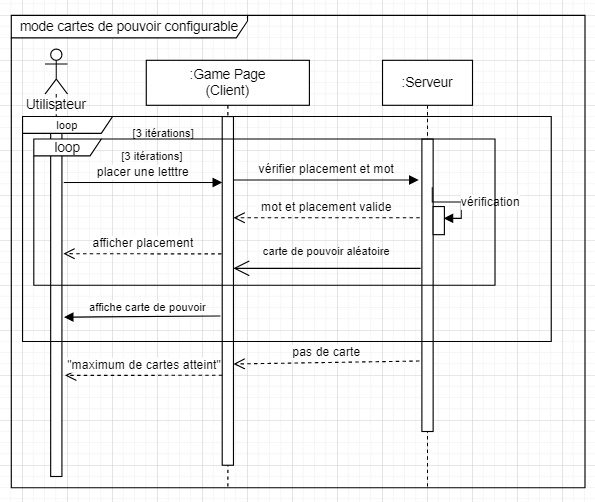 mode cartes de pouvoir configurable
:Game Page
(Client)
:Serveur
Utilisateur
loop
[3 itérations]
loop
[3 itérations]
placer une letttre
vérifier placement et mot
vérification
mot et placement valide
afficher placement
carte de pouvoir aléatoire
affiche carte de pouvoir
pas de carte
"maximum de cartes atteint"